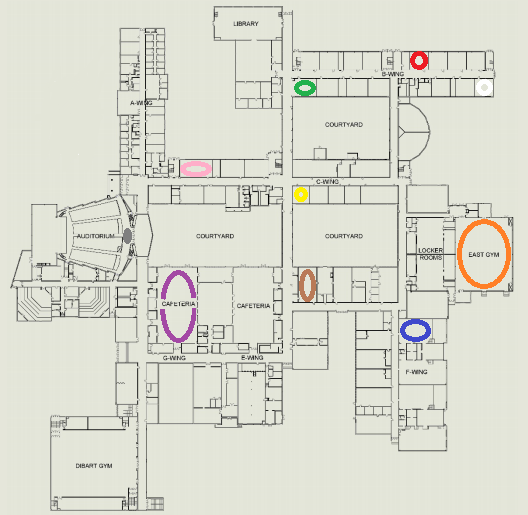 LIBRARY
B-WING
A-WING
COURTYARD
C-WING
AUDITORIUM
COURTYARD
COURTYARD
LOCKER
ROOMS
EAST GYM
CAFETERIA
CAFETERIA
G-WING
E-WING
F-WING
DIBART GYM